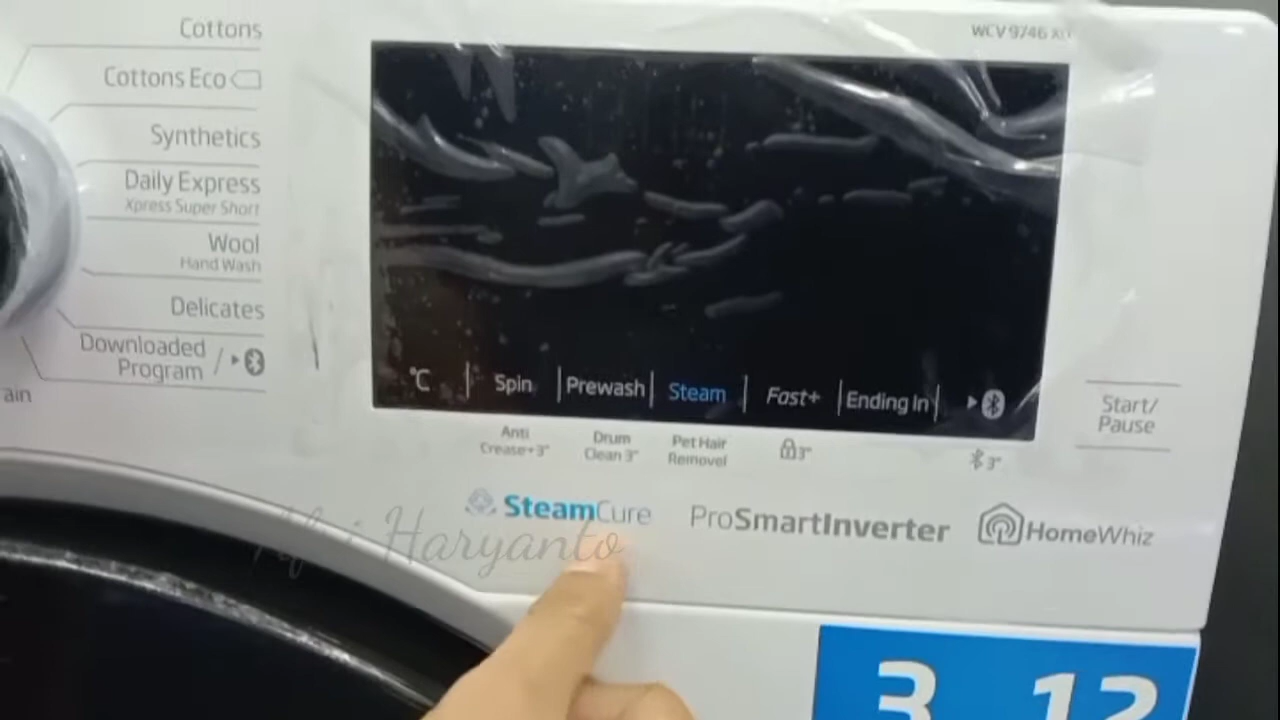 Cottons
WCV 9746
Cottons Eco
Synthetics
Daily Express
Xpress Super Short
Wool
Hand Wash
Delicates
Downloaded
Program /
ain
°C | Spin | Prewash | Steam | Fast+ | Ending In |
Start/
Pause
Anti
Crease+3"
Drum
Clean 3"
Pet Hair
Removel
3"
3"
SteamCure
ProSmartInverter
HomeWhiz
Haryanto
3
12